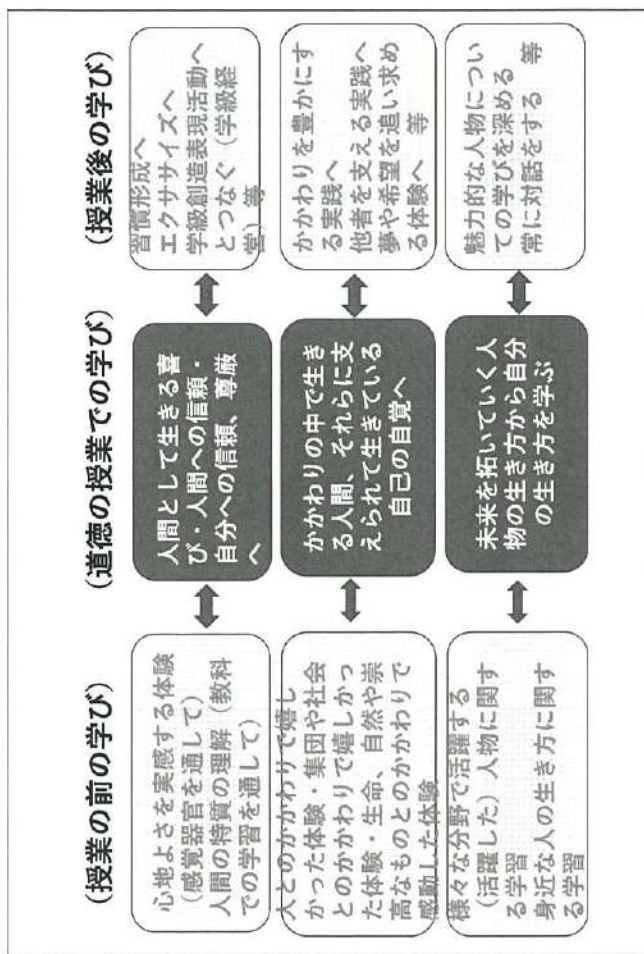 (授業の前の学び)
心地よさを実感する体験
(感覚器官を通して)
人間の特質の理解(教科
での学習を通して)
人とのかかわりで嬉し
かった体験・集団や社会
とのかかわりで嬉しかっ
た体験・生命、自然や崇
高なものとのかかわりで
感動した体験
様々な分野で活躍する
(活躍した)人物に関す
る学習
身近な人の生き方に関す
る学習
(道徳の授業での学び)
人間として生きる喜
び・人間への信頼・
自分への信頼、尊厳
へ
かかわりの中で生き
る人間、それらに支
えられて生きている
自己の自覚へ
未来を拓いていく人
物の生き方から自分
の生き方を学ぶ
(授業後の学び)
習慣形成へ
エクササイズへ
学級創造表現活動へ
とつなぐ(学級経
営)等
かかわりを豊かにす
る実践へ
他者を支える実践へ
夢や希望を追い求め
る体験へ 等
魅力的な人物につい
ての学びを深める
常に対話をする 等